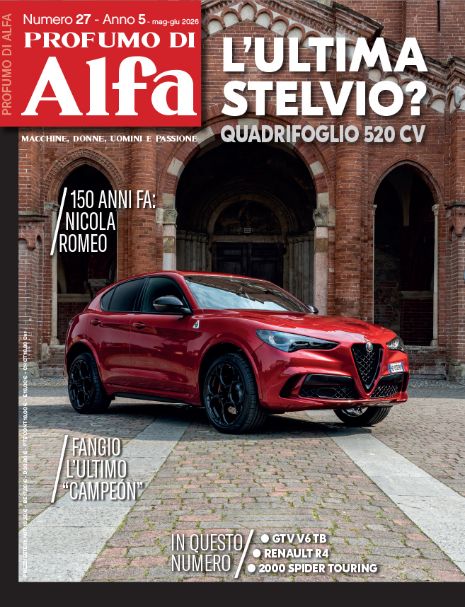 PROFUMO DI ALFA
Numero 27 - Anno 5 - mag-giu 2026
PROFUMO DI
Alfa
MACCHINE, DONNE, UOMINI E PASSIONE
L'ULTIMA
STELVIO?
QUADRIFOGLIO 520 CV
150 ANNI FA:
NICOLA
ROMEO
FANGIO
L'ULTIMO
"CAMPEÓN"
IN QUESTO
NUMERO
● GTV V6 TB
● RENAULT R4
● 2000 SPIDER TOURING